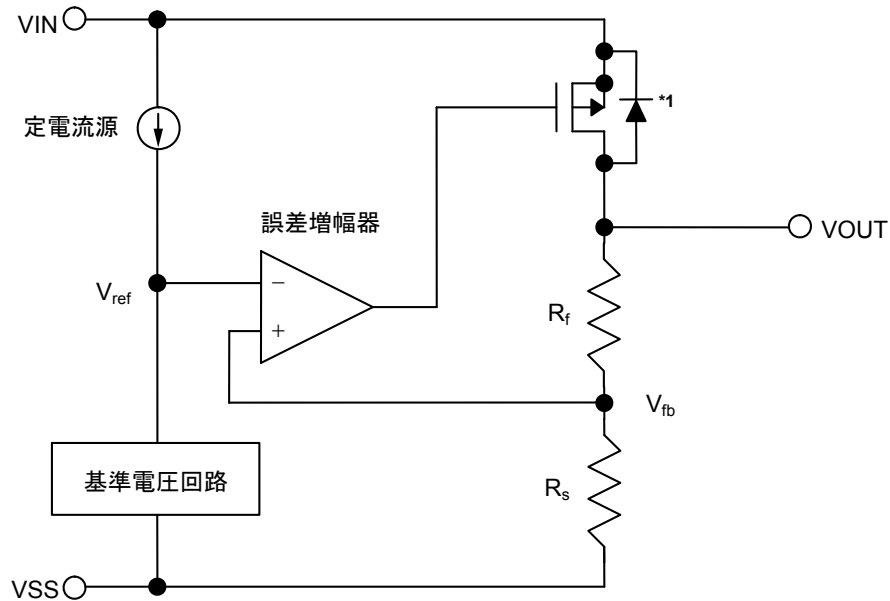 VIN
*1
定電流源
誤差増幅器
VOUT
Vref
−
+
Rf
Vfb
基準電圧回路
Rs
VSS